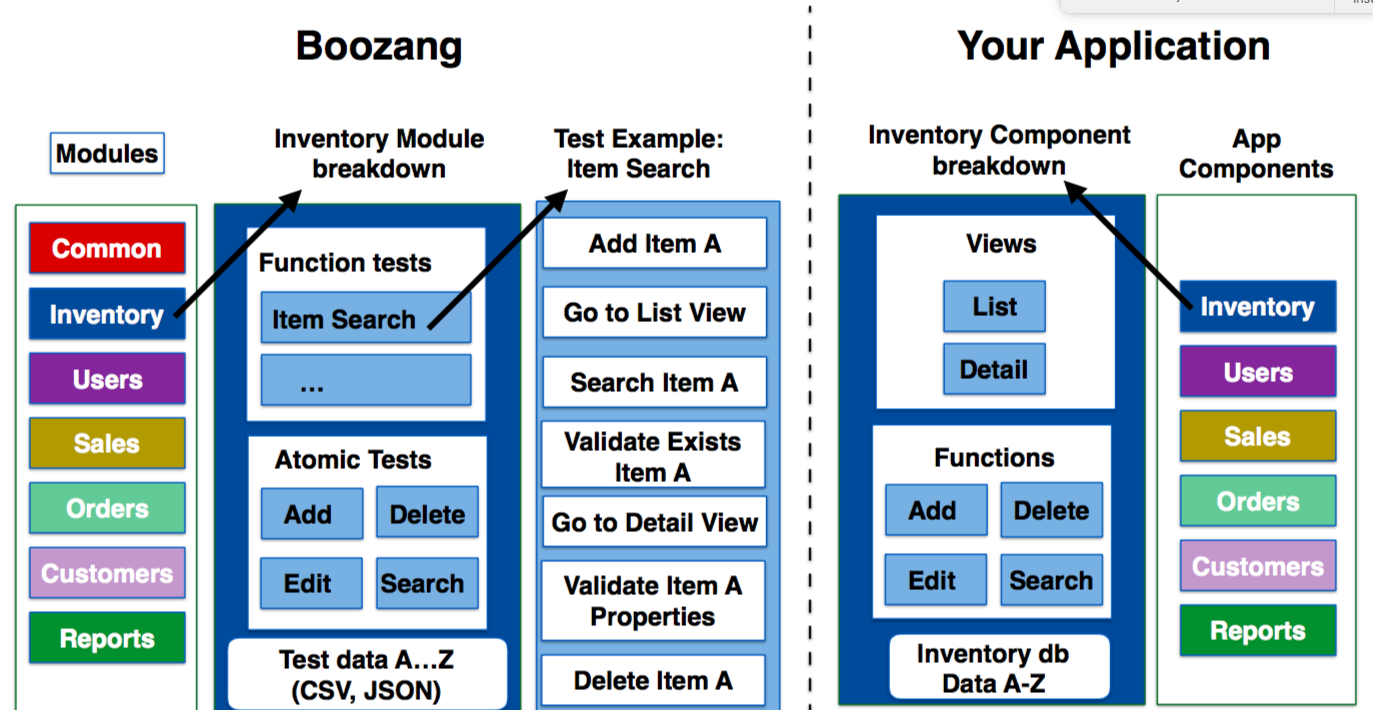 Boozang
Your Application
Modules
Common
Inventory
Users
Sales
Orders
Customers
Reports
Inventory Module
breakdown
Function tests
Item Search
...
Atomic Tests
Add
Delete
Edit
Search
Test data A...Z
(CSV, JSON)
Test Example:
Item Search
Add Item A
Go to List View
Search Item A
Validate Exists
Item A
Go to Detail View
Validate Item A
Properties
Delete Item A
Inventory Component
breakdown
Views
List
Detail
Functions
Add
Delete
Edit
Search
Inventory db
Data A-Z
App
Components
Inventory
Users
Sales
Orders
Customers
Reports